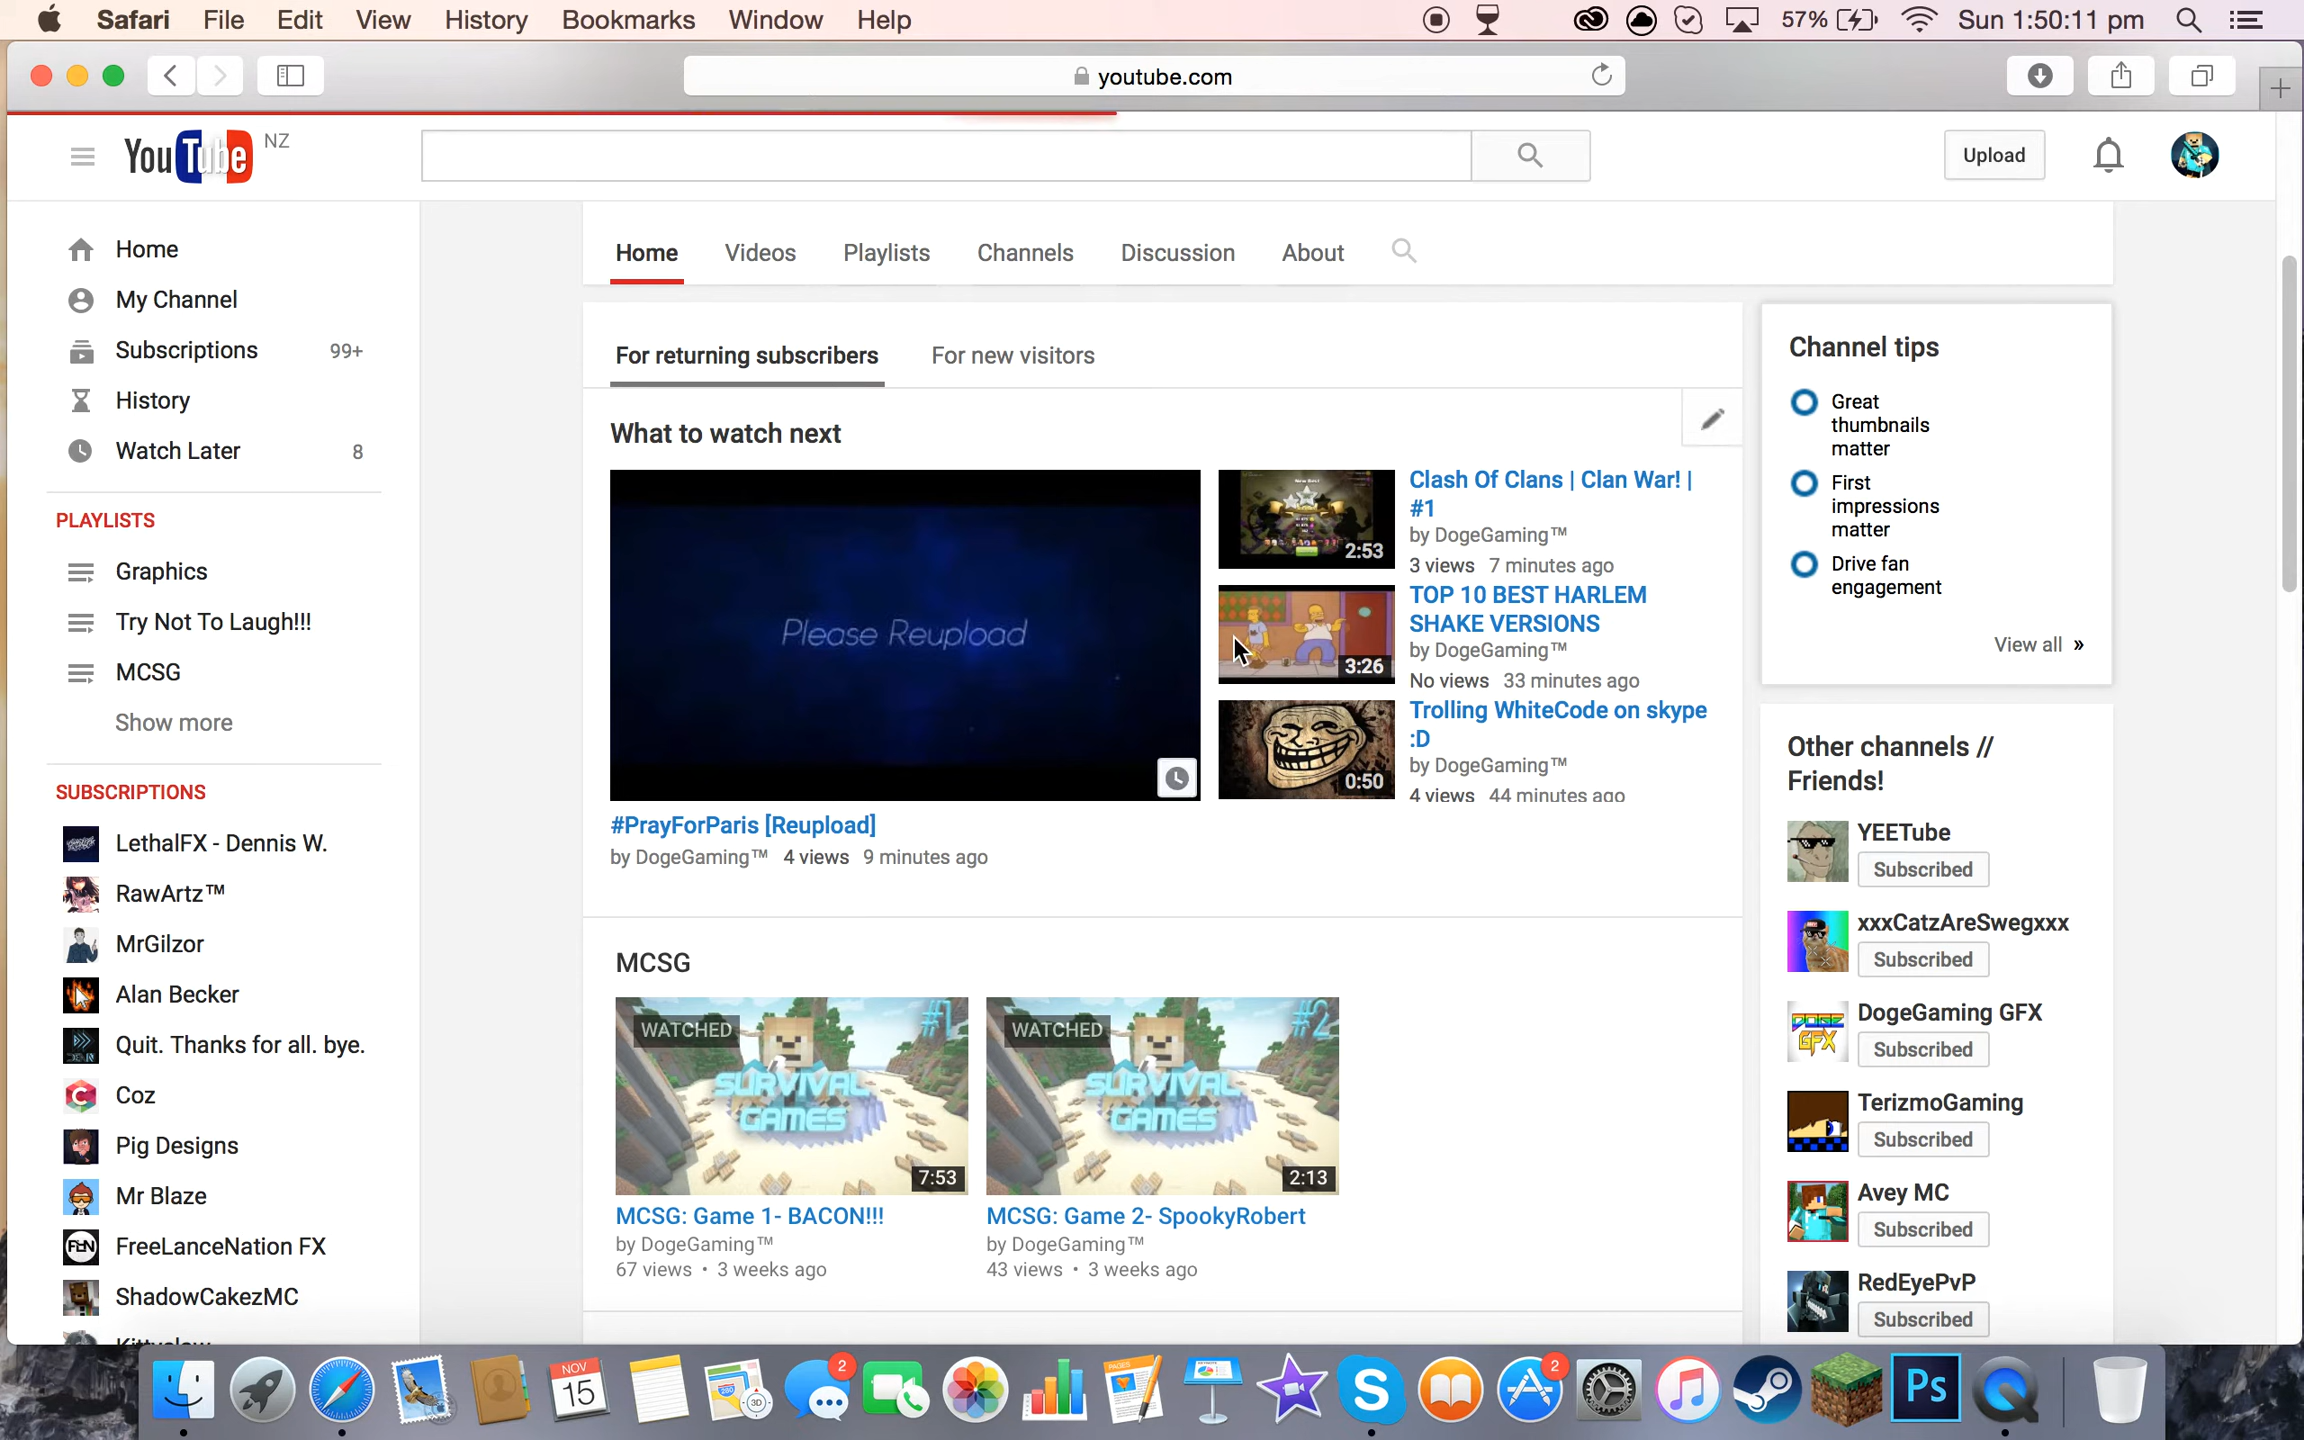 Safari File Edit View History Bookmarks Window Help 57% Sun 1:50:11 pm
youtube.com
YouTube NZ Upload
Home
My Channel
Subscriptions 99+
History
Watch Later 8
PLAYLISTS
Graphics
Try Not To Laugh!!!
MCSG
Show more
SUBSCRIPTIONS
LethalFX - Dennis W.
RawArtz™
MrGilzor
Alan Becker
Quit. Thanks for all. bye.
Coz
Pig Designs
Mr Blaze
FreeLanceNation FX
ShadowCakezMC
Home Videos Playlists Channels Discussion About
For returning subscribers For new visitors
What to watch next
Please Reupload
#PrayForParis [Reupload]
by DogeGaming™ 4 views 9 minutes ago
2:53
Clash Of Clans | Clan War! |
#1
by DogeGaming™
3 views 7 minutes ago
3:26
TOP 10 BEST HARLEM
SHAKE VERSIONS
by DogeGaming™
No views 33 minutes ago
0:50
Trolling WhiteCode on skype
:D
by DogeGaming™
4 views 44 minutes ago
MCSG
WATCHED
#1
SURVIVAL
GAMES
7:53
MCSG: Game 1- BACON!!!
by DogeGaming™
67 views • 3 weeks ago
WATCHED
#2
SURVIVAL
GAMES
2:13
MCSG: Game 2- SpookyRobert
by DogeGaming™
43 views • 3 weeks ago
Channel tips
Great
thumbnails
matter
First
impressions
matter
Drive fan
engagement
View all »
Other channels //
Friends!
YEETube
Subscribed
xxxCatzAreSwegxxx
Subscribed
DOGE
GFX
DogeGaming GFX
Subscribed
TerizmoGaming
Subscribed
Avey MC
Subscribed
RedEyePvP
Subscribed
NOV
15
280
3D
2
PAGES
2
Ps